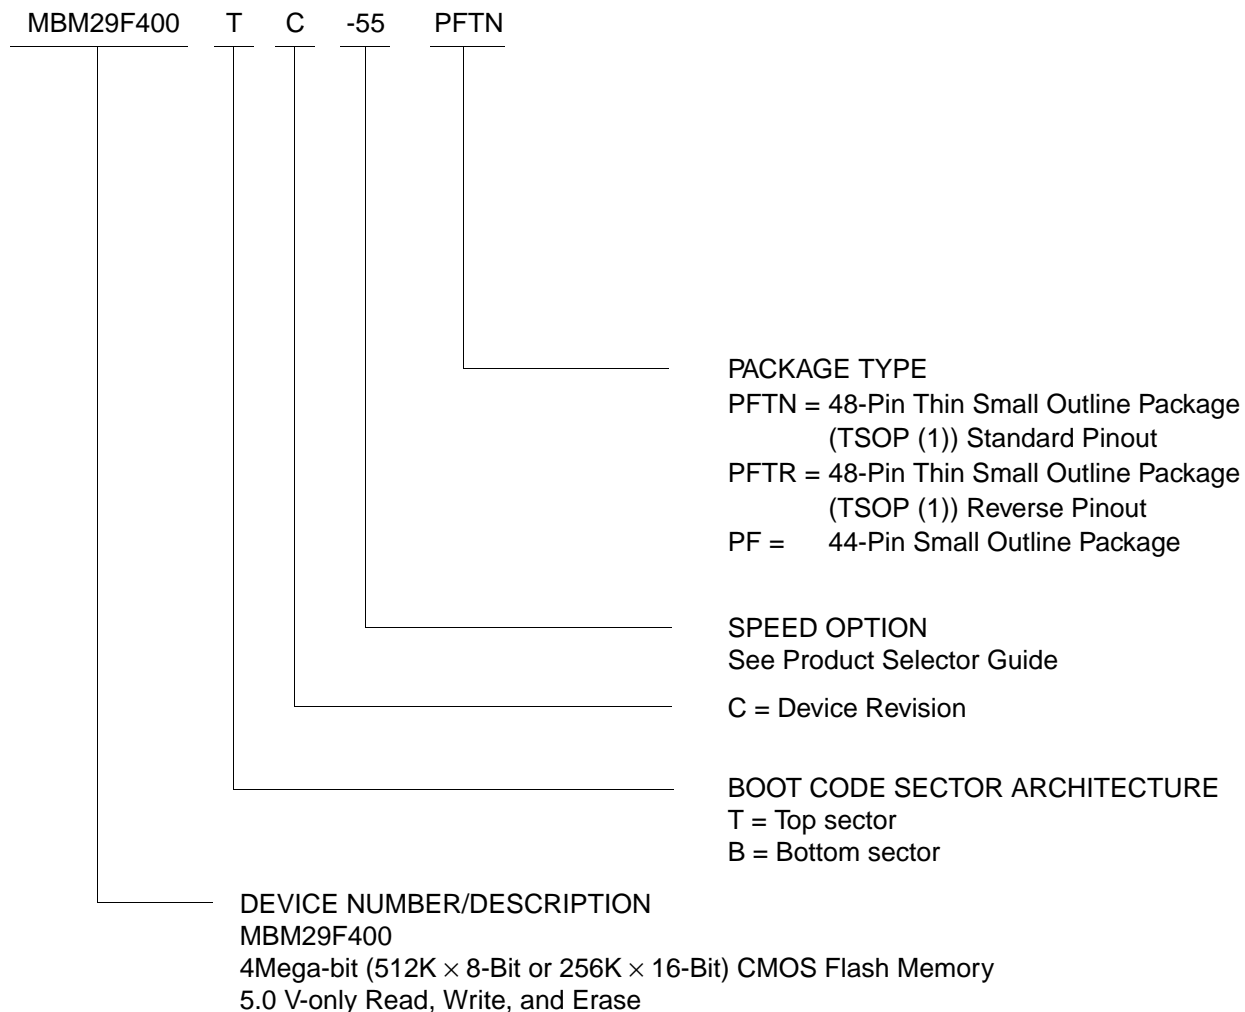 MBM29F400 T C -55 PFTN
PACKAGE TYPE
PFTN = 48-Pin Thin Small Outline Package
(TSOP (1)) Standard Pinout
PFTR = 48-Pin Thin Small Outline Package
(TSOP (1)) Reverse Pinout
PF = 44-Pin Small Outline Package
SPEED OPTION
See Product Selector Guide
C = Device Revision
BOOT CODE SECTOR ARCHITECTURE
T = Top sector
B = Bottom sector
DEVICE NUMBER/DESCRIPTION
MBM29F400
4Mega-bit (512K × 8-Bit or 256K × 16-Bit) CMOS Flash Memory
5.0 V-only Read, Write, and Erase